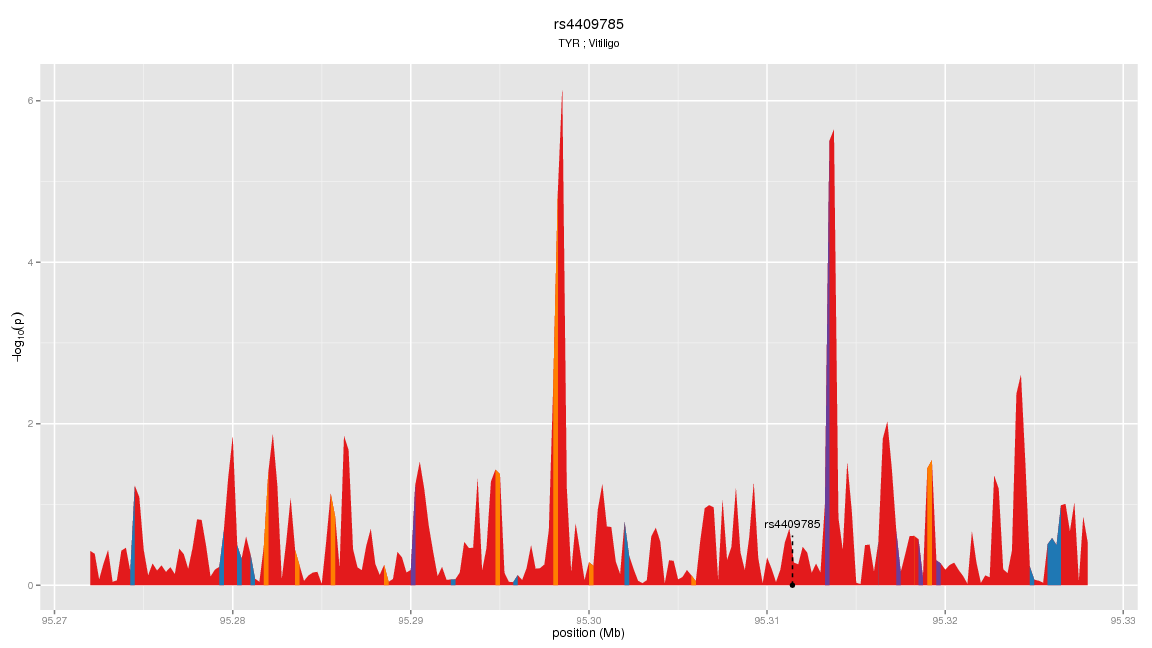 rs4409785
TYR ; Vitiligo
−log10(p)
6
4
2
0
rs4409785
95.27 95.28 95.29 95.30 95.31 95.32 95.33
position (Mb)